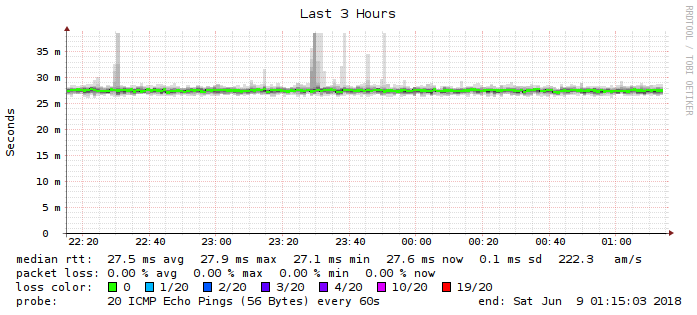 Last 3 Hours
RRDTOOL / TOBI OETIKER
Seconds
35 m
30 m
25 m
20 m
15 m
10 m
5 m
0
22:20 22:40 23:00 23:20 23:40 00:00 00:20 00:40 01:00
median rtt: 27.5 ms avg 27.9 ms max 27.1 ms min 27.6 ms now 0.1 ms sd 222.3 am/s
packet loss: 0.00 % avg 0.00 % max 0.00 % min 0.00 % now
loss color: 0 1/20 2/20 3/20 4/20 10/20 19/20
probe: 20 ICMP Echo Pings (56 Bytes) every 60s end: Sat Jun 9 01:15:03 2018